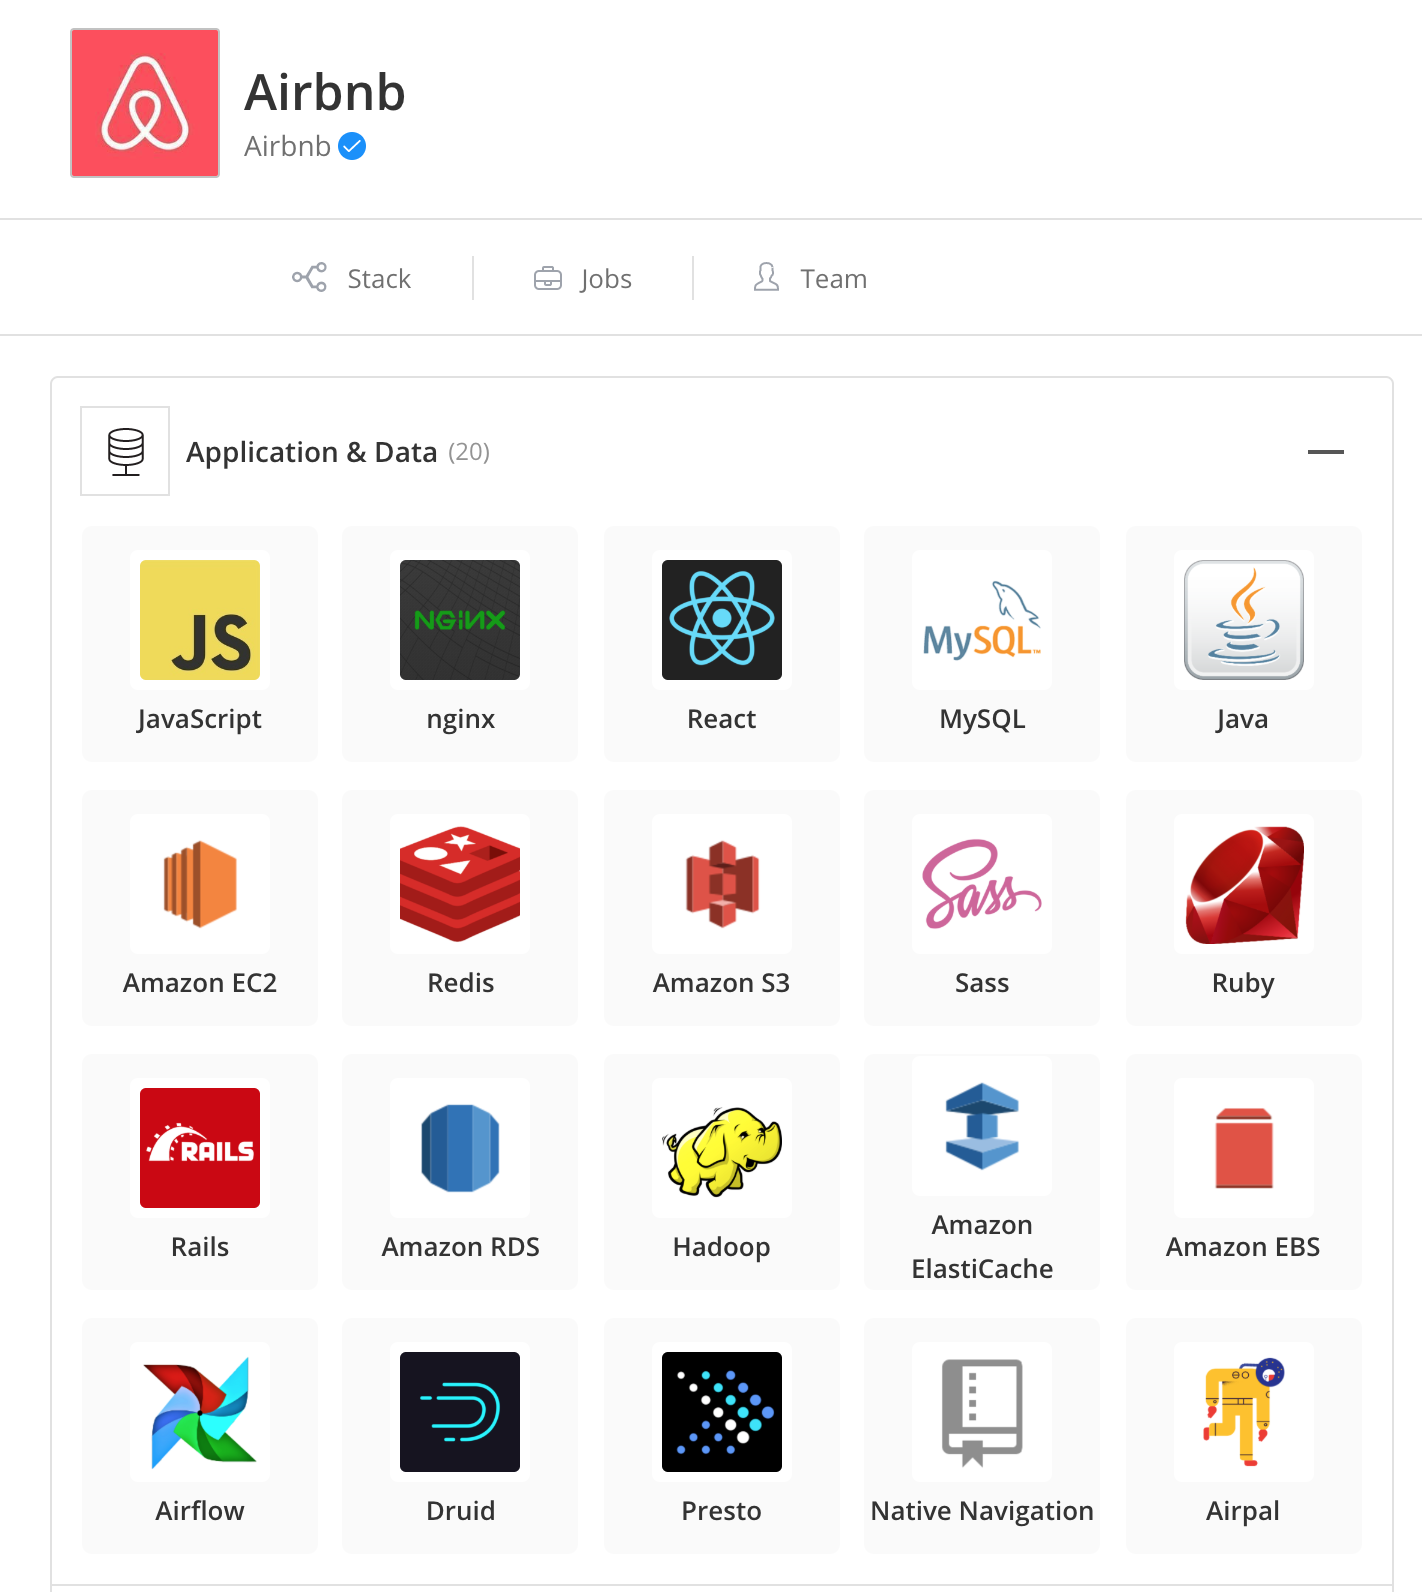 Airbnb
Airbnb
Stack Jobs Team
Application & Data (20)
JS NGINX MySQL™
JavaScript nginx React MySQL Java
Sass
Amazon EC2 Redis Amazon S3 Sass Ruby
RAILS
Rails Amazon RDS Hadoop Amazon ElastiCache Amazon EBS
Airflow Druid Presto Native Navigation Airpal